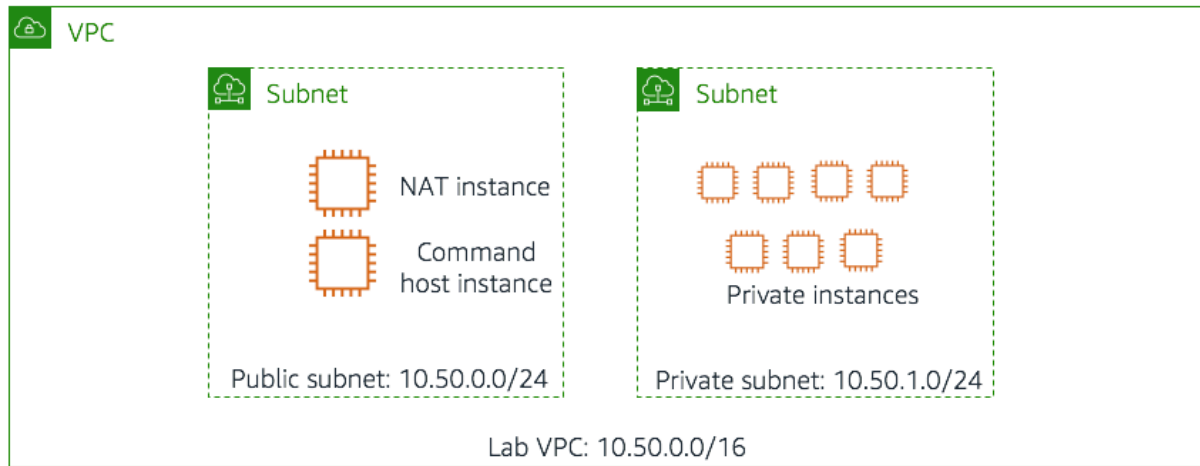 VPC
Subnet
NAT instance
Command
host instance
Public subnet: 10.50.0.0/24
Subnet
Private instances
Private subnet: 10.50.1.0/24
Lab VPC: 10.50.0.0/16